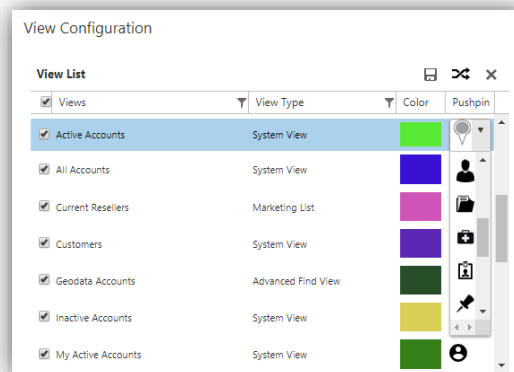 View Configuration
View List
Views View Type Color Pushpin
Active Accounts System View
All Accounts System View
Current Resellers Marketing List
Customers System View
Geodata Accounts Advanced Find View
Inactive Accounts System View
My Active Accounts System View